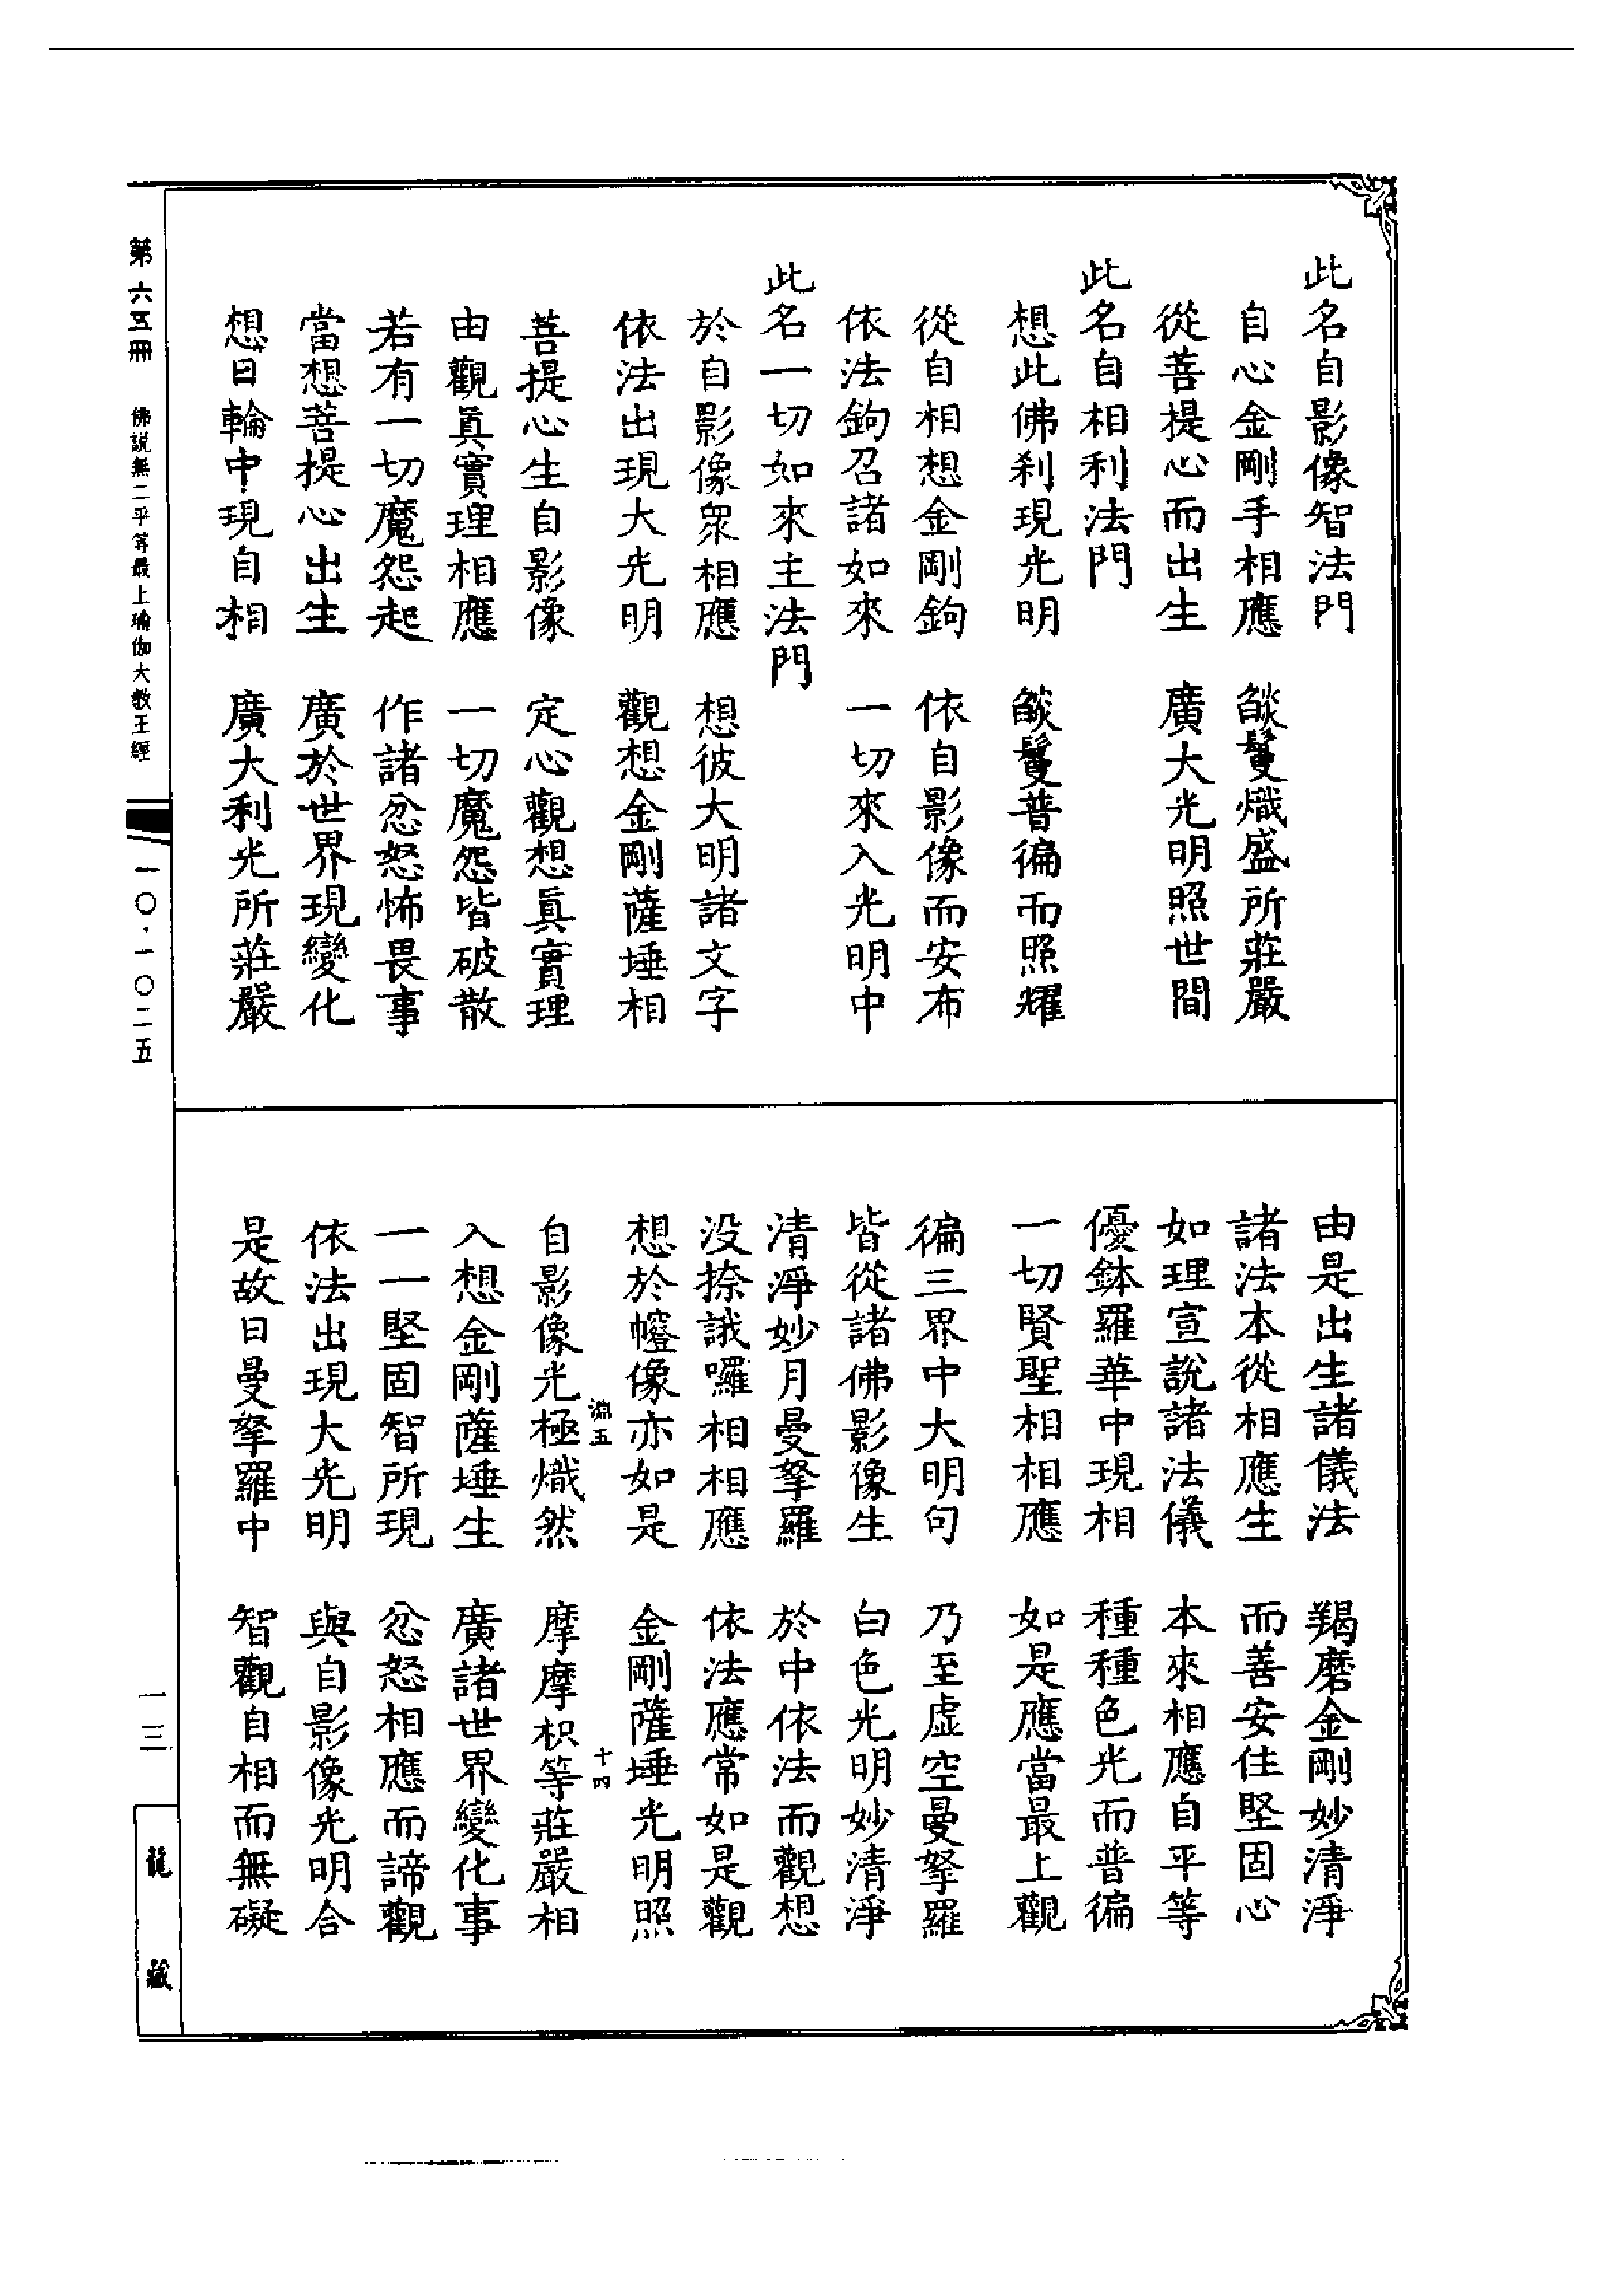 此名自影像智法門
自心金剛手相應　燄鬘熾盛所莊嚴
從菩提心而出生　廣大光明照世間
此名自相利法門
想此佛刹現光明　燄鬘普徧而照耀
從自相想金剛鉤　依自影像而安布
依法鉤召諸如來　一切來入光明中
此名一切如來主法門
於自影像衆相應　想彼大明諸文字
依法出現大光明　觀想金剛薩埵相
菩提心生自影像　定心觀想眞實理
由觀眞實理相應　一切魔怨皆破散
若有一切魔怨起　作諸忿怒怖畏事
當想菩提心出生　廣於世界現變化
想日輪中現自相　廣大利光所莊嚴
由是出生諸儀法　羯磨金剛妙清淨
諸法本從相應生　而善安住堅固心
如理宣說諸法儀　本來相應自平等
優鉢羅華中現相　種種色光而普徧
一切賢聖相相應　如是應當最上觀
徧三界中大明句　乃至虛空曼拏羅
皆從諸佛影像生　白色光明妙清淨
清淨妙月曼拏羅　於中依法而觀想
没捺誐囉相相應　依法應常如是觀
想於幢像亦如是　金剛薩埵光明照
淵五　十四
自影像光極熾然　摩摩枳等莊嚴相
入想金剛薩埵生　廣諸世界變化事
一一堅固智所現　忿怒相應而諦觀
依法出現大光明　與自影像光明合
是故日曼拏羅中　智觀自相而無礙
第六五冊　佛説無二平等最上瑜伽大教王經　一〇·一〇二五
一三
龍藏